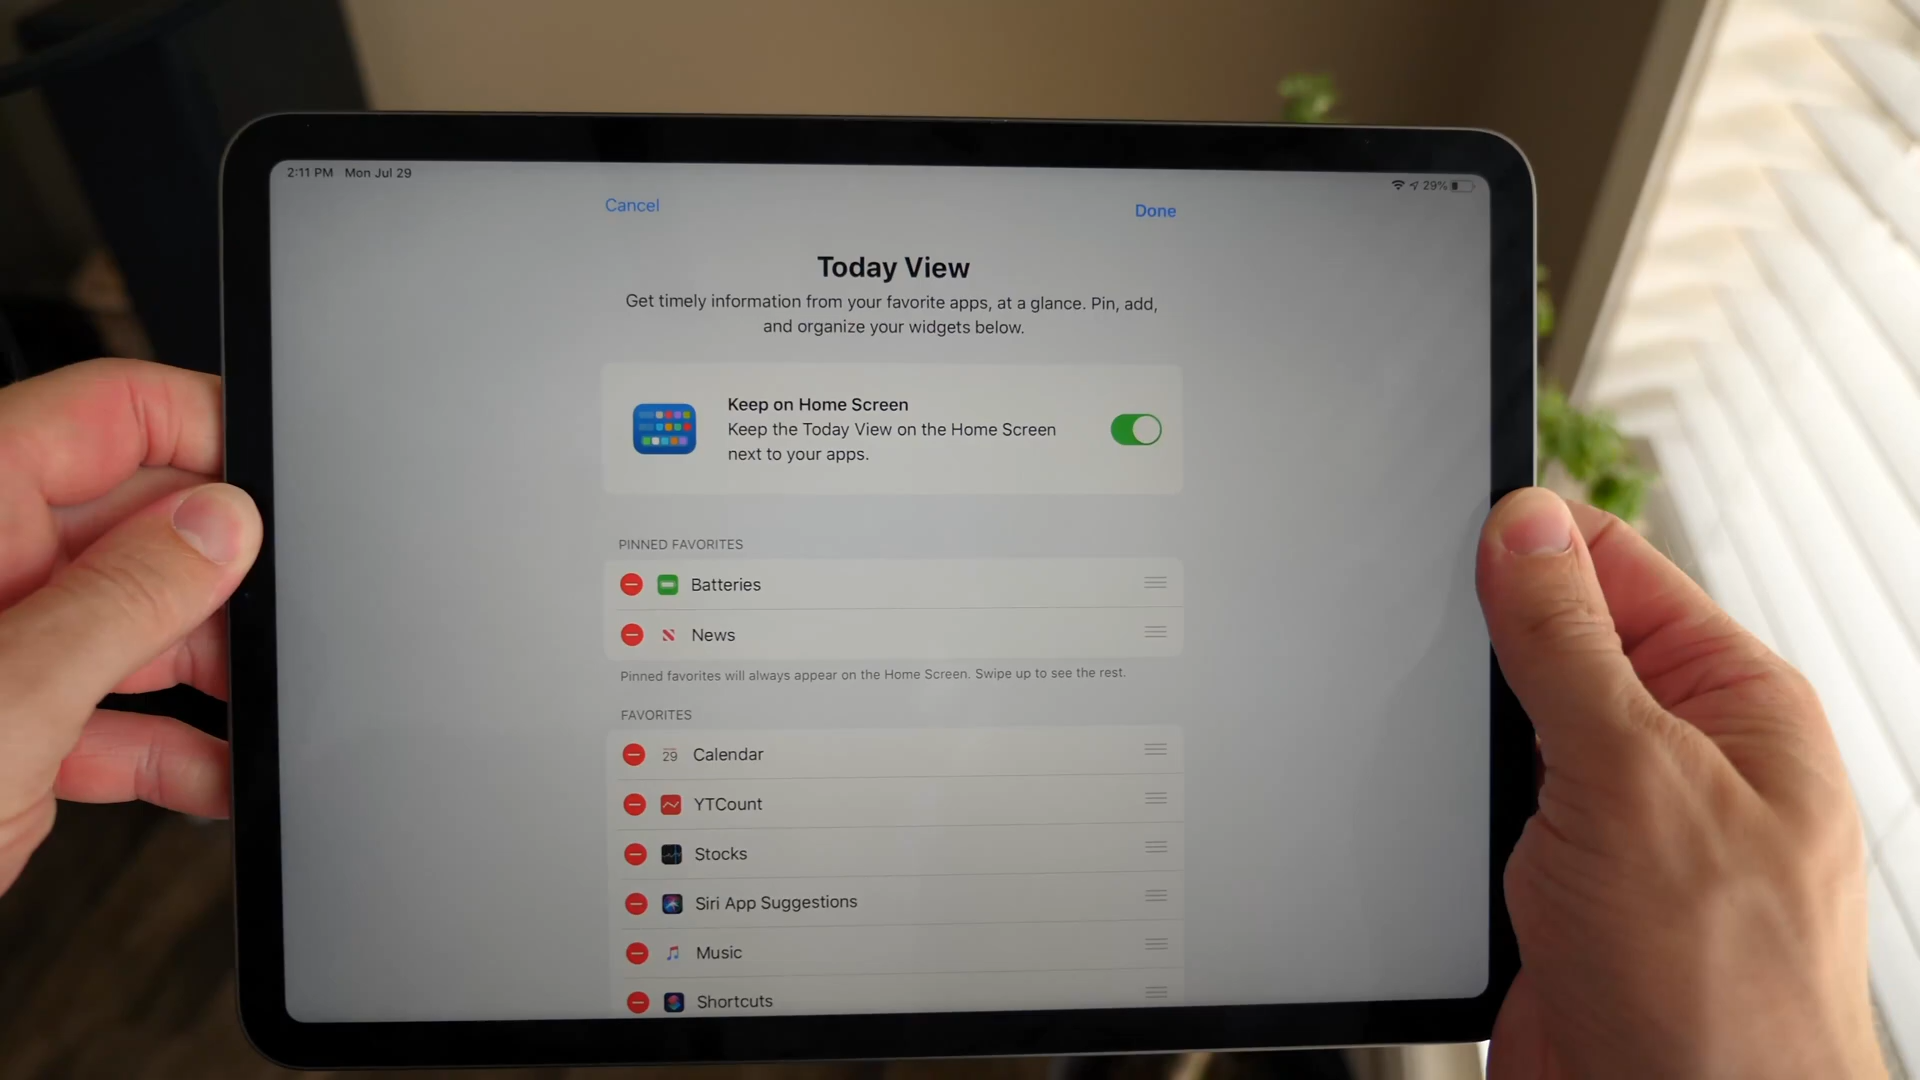 2:11 PM Mon Jul 29
29%
Cancel
Done
Today View
Get timely information from your favorite apps, at a glance. Pin, add,
and organize your widgets below.
Keep on Home Screen
Keep the Today View on the Home Screen
next to your apps.
PINNED FAVORITES
Batteries
News
Pinned favorites will always appear on the Home Screen. Swipe up to see the rest.
FAVORITES
29 Calendar
YTCount
Stocks
Siri App Suggestions
Music
Shortcuts